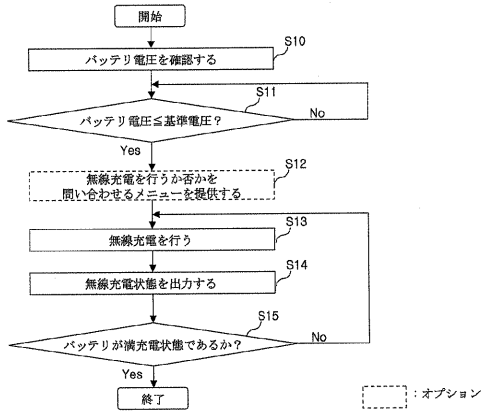 開始
S10
バッテリ電圧を確認する
S11
バッテリ電圧≦基準電圧？
No
Yes
S12
無線充電を行うか否かを
問い合わせるメニューを提供する
S13
無線充電を行う
S14
無線充電状態を出力する
S15
バッテリが満充電状態であるか？
No
Yes
終了
：オプション